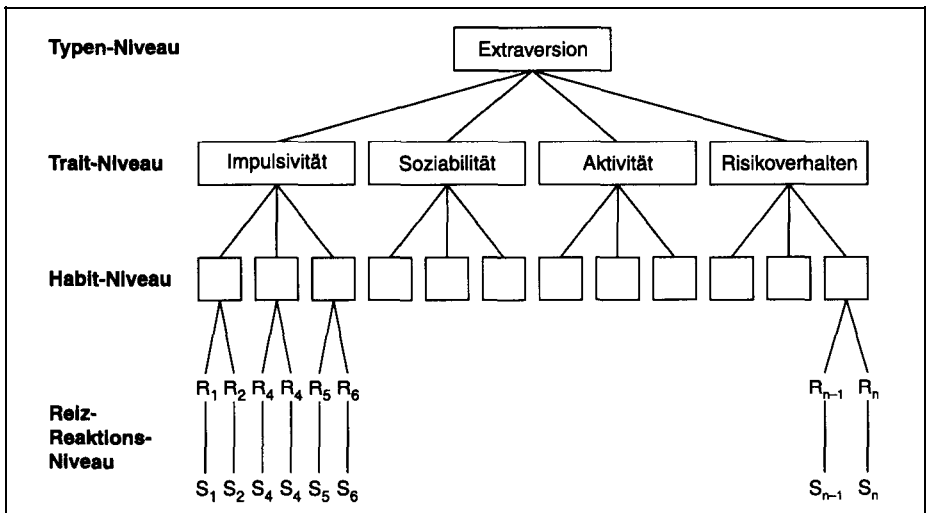 Typen-Niveau
Extraversion
Trait-Niveau
Impulsivität
Soziabilität
Aktivität
Risikoverhalten
Habit-Niveau
R₁ R₂ R₄ R₄ R₅ R₆ Rₙ₋₁ Rₙ
Reiz-
Reaktions-
Niveau
S₁ S₂ S₄ S₄ S₅ S₆ Sₙ₋₁ Sₙ